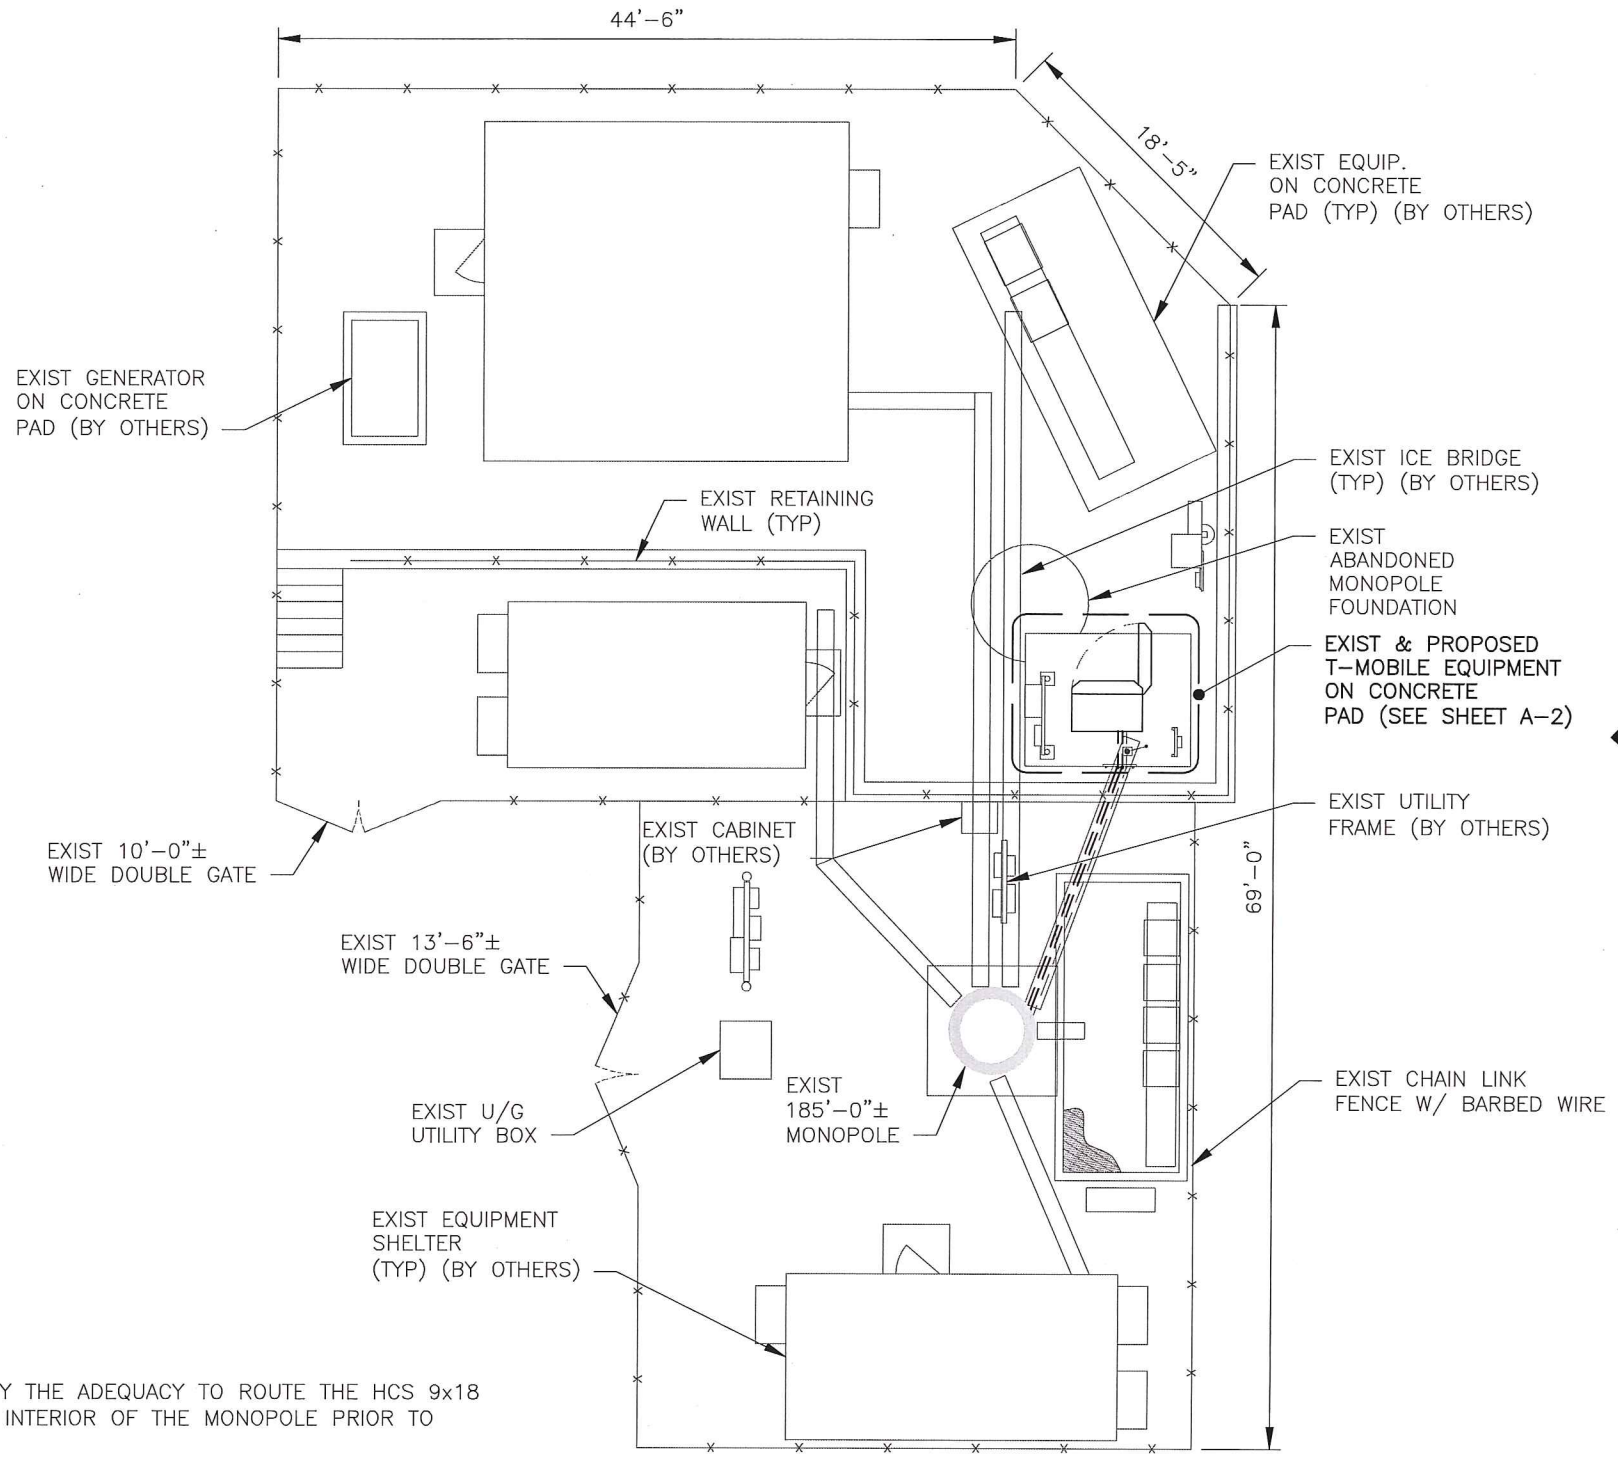 44'-6"
18'-5"
EXIST EQUIP.
ON CONCRETE
PAD (TYP) (BY OTHERS)
EXIST GENERATOR
ON CONCRETE
PAD (BY OTHERS)
EXIST RETAINING
WALL (TYP)
EXIST ICE BRIDGE
(TYP) (BY OTHERS)
EXIST
ABANDONED
MONOPOLE
FOUNDATION
EXIST & PROPOSED
T-MOBILE EQUIPMENT
ON CONCRETE
PAD (SEE SHEET A-2)
EXIST UTILITY
FRAME (BY OTHERS)
EXIST CABINET
(BY OTHERS)
EXIST 10'-0"±
WIDE DOUBLE GATE
69'-0"
EXIST 13'-6"±
WIDE DOUBLE GATE
EXIST U/G
UTILITY BOX
EXIST
185'-0"±
MONOPOLE
EXIST CHAIN LINK
FENCE W/ BARBED WIRE
EXIST EQUIPMENT
SHELTER
(TYP) (BY OTHERS)
Y THE ADEQUACY TO ROUTE THE HCS 9x18
INTERIOR OF THE MONOPOLE PRIOR TO